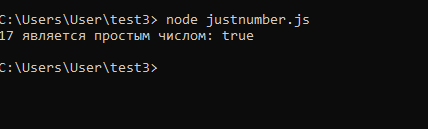 C:\Users\User\test3> node justnumber.js
17 является простым числом: true
C:\Users\User\test3>